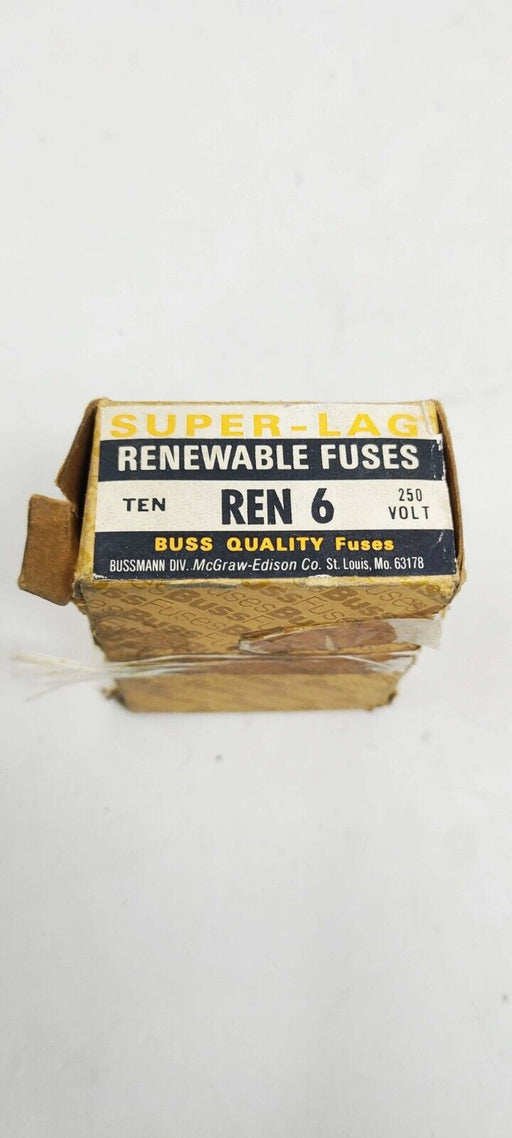 SUPER-LAG
RENEWABLE FUSES
TEN REN 6 250 VOLT
BUSS QUALITY Fuses
BUSSMANN DIV. McGraw-Edison Co. St. Louis, Mo. 63178